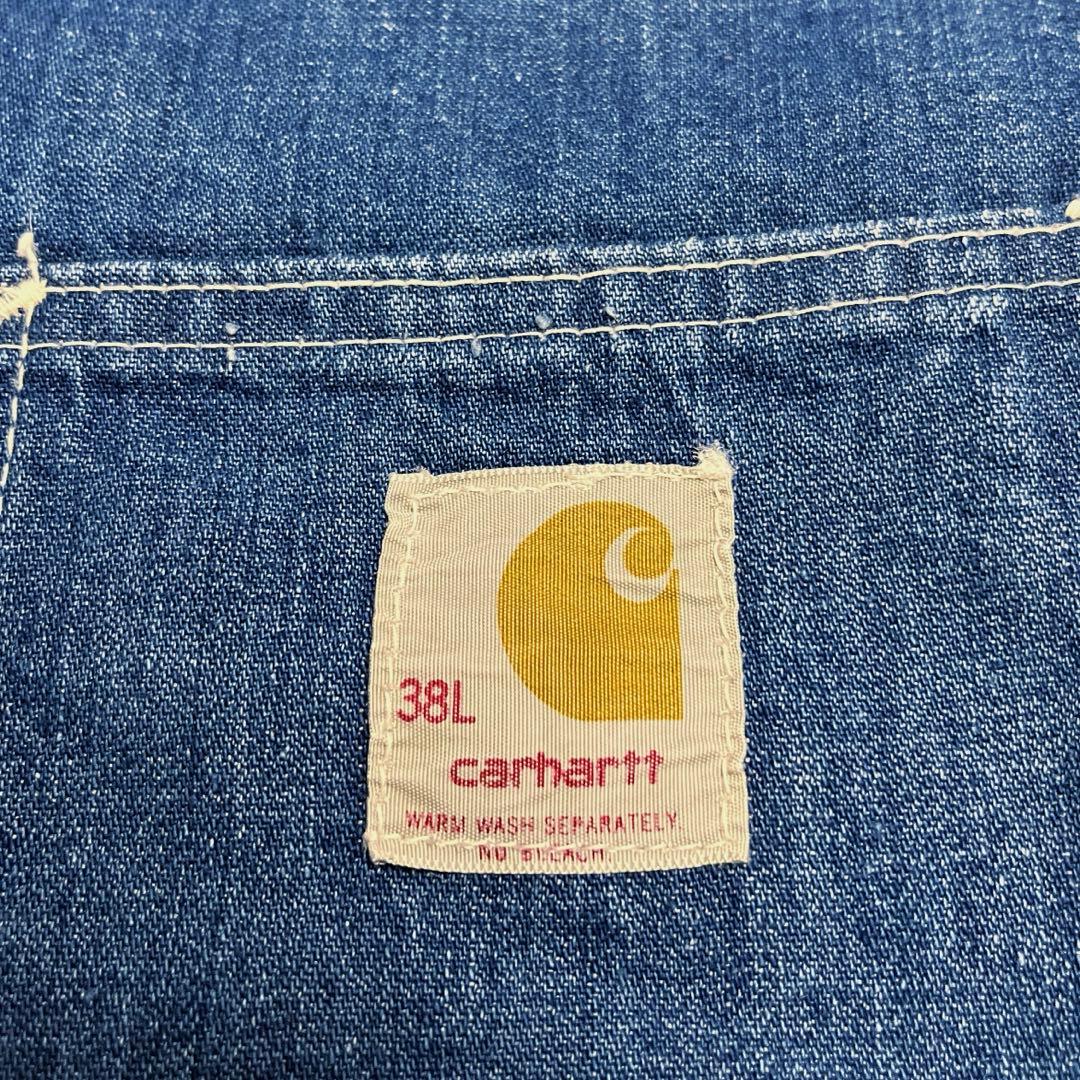 38L
carhartt
WARM WASH SEPARATELY.
NO BLEACH.